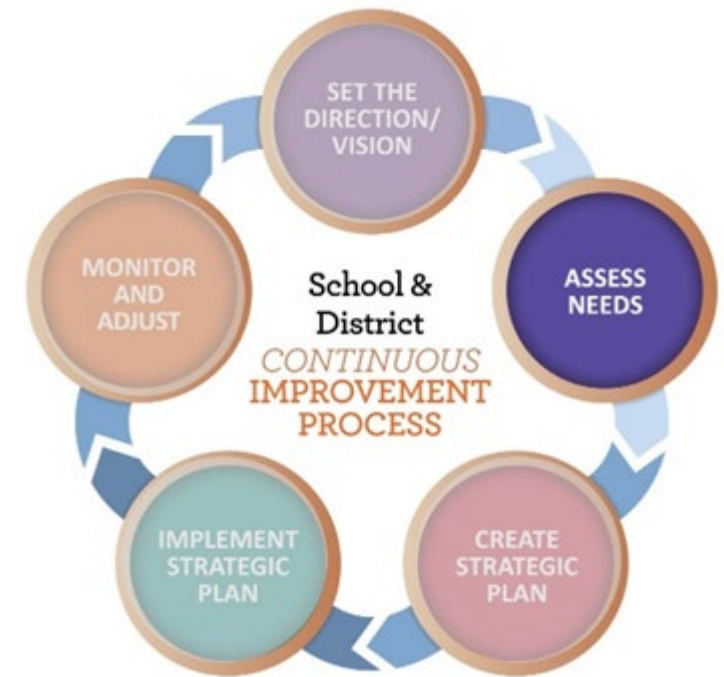 SET THE
DIRECTION/
VISION
ASSESS
NEEDS
CREATE
STRATEGIC
PLAN
IMPLEMENT
STRATEGIC
PLAN
MONITOR
AND
ADJUST
School &
District
CONTINUOUS
IMPROVEMENT
PROCESS